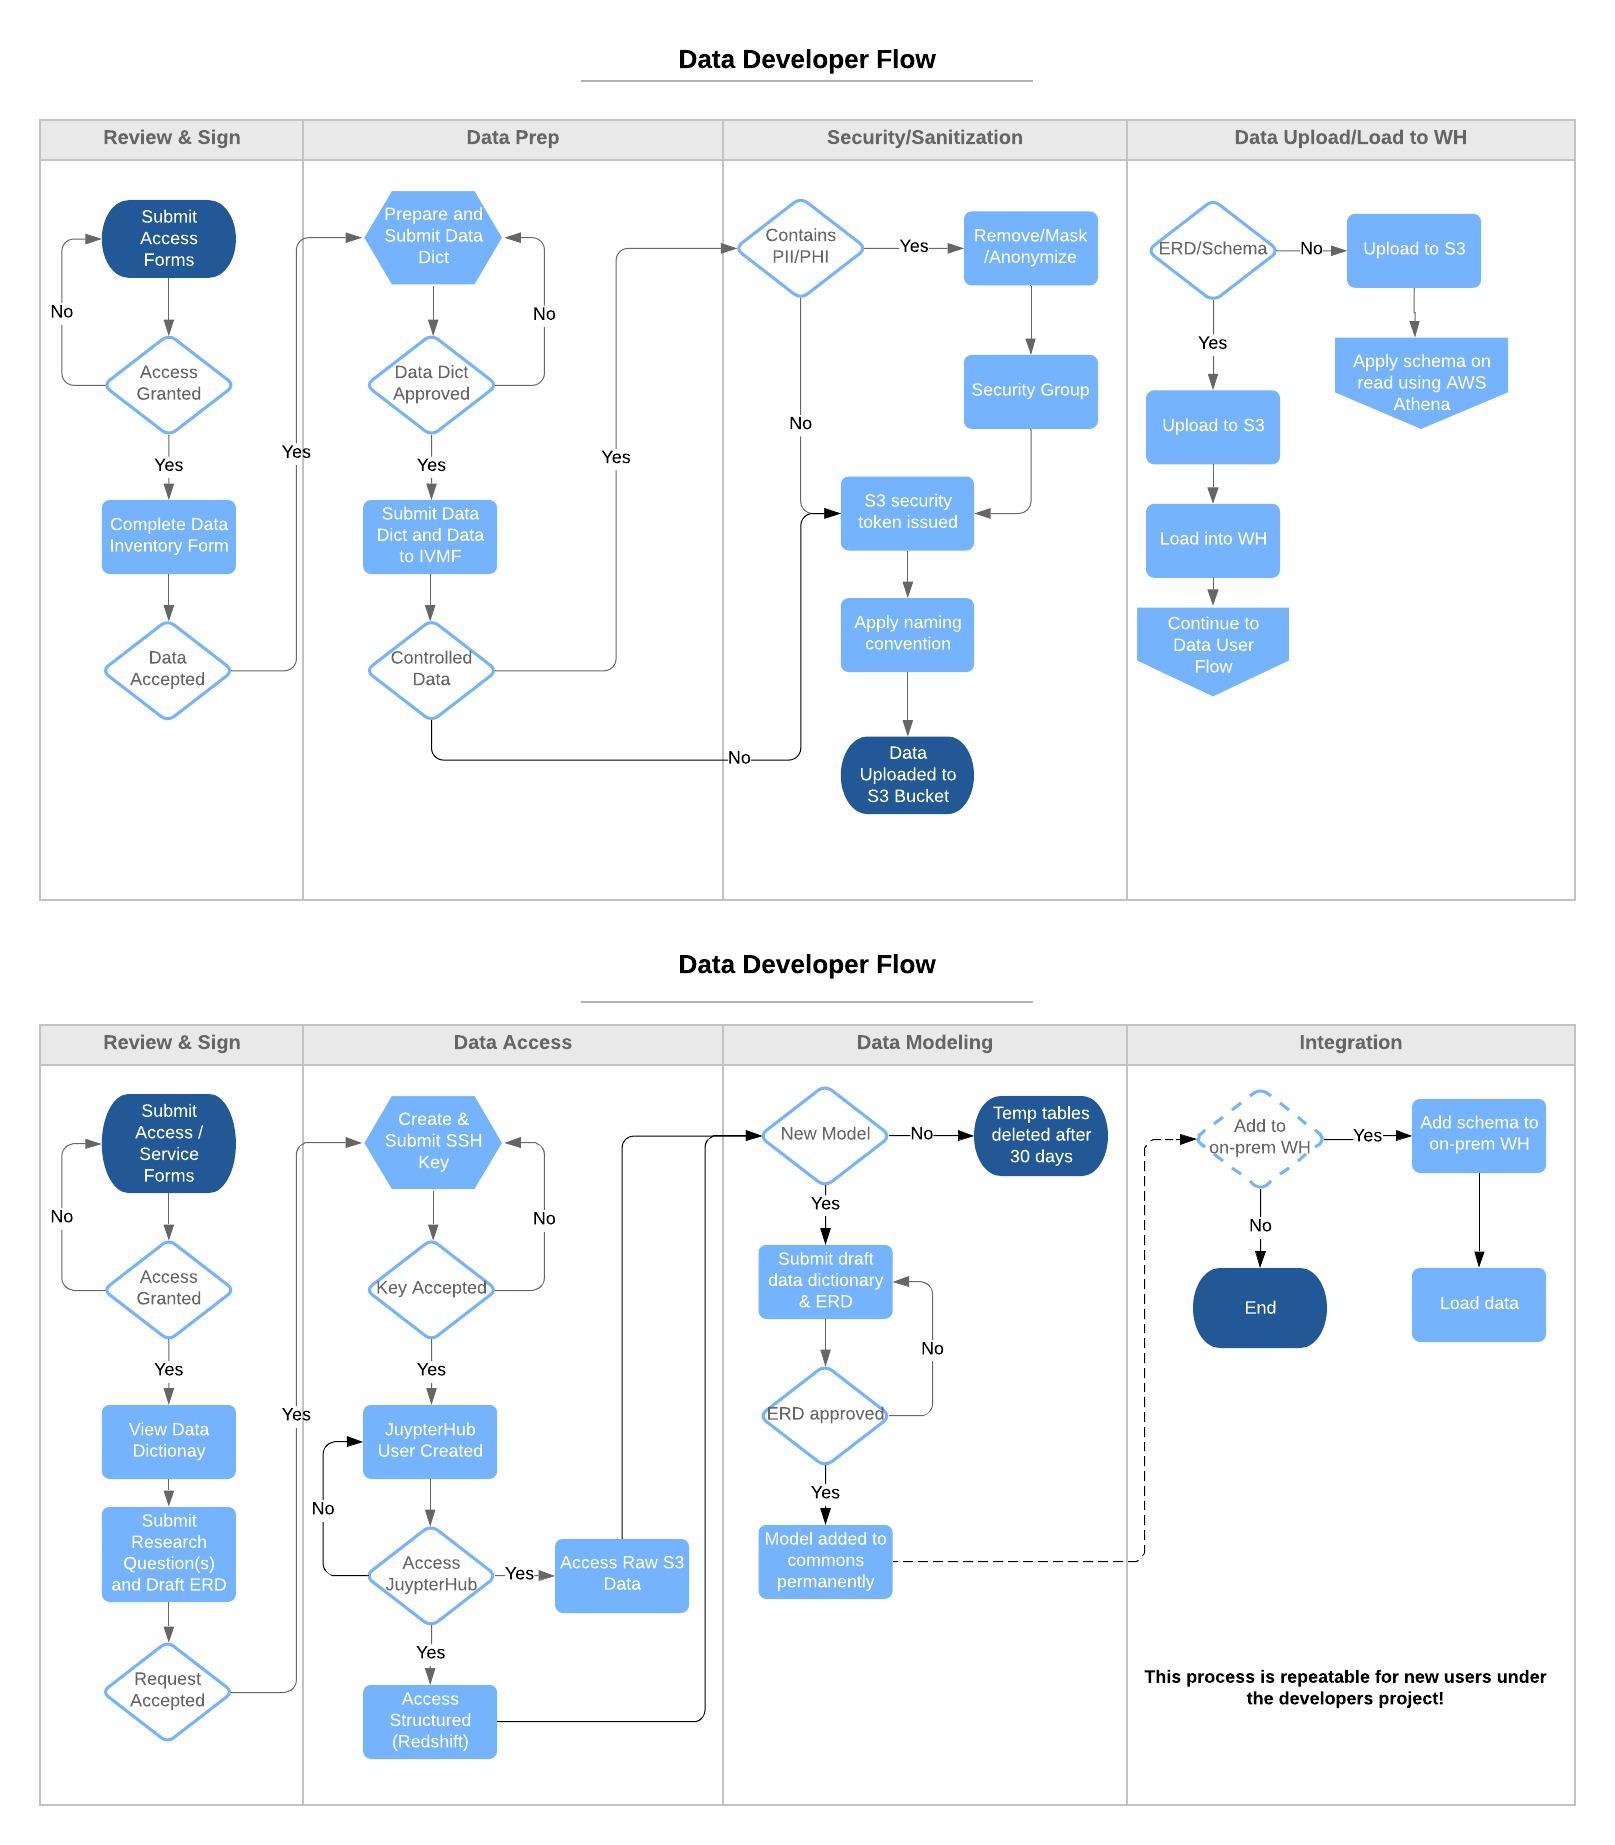 Data Developer Flow
Review & Sign
Data Prep
Security/Sanitization
Data Upload/Load to WH
Submit
Access
Forms
No
Access
Granted
Yes
Complete Data
Inventory Form
Data
Accepted
Yes
Prepare and
Submit Data
Dict
No
Data Dict
Approved
Yes
Submit Data
Dict and Data
to IVMF
Controlled
Data
Yes
No
Contains
PII/PHI
Yes
Remove/Mask
/Anonymize
Security Group
No
S3 security
token issued
Apply naming
convention
Data
Uploaded to
S3 Bucket
ERD/Schema
No
Upload to S3
Apply schema on
read using AWS
Athena
Yes
Upload to S3
Load into WH
Continue to
Data User
Flow
Data Developer Flow
Review & Sign
Data Access
Data Modeling
Integration
Submit
Access /
Service
Forms
No
Access
Granted
Yes
View Data
Dictionay
Submit
Research
Question(s)
and Draft ERD
Request
Accepted
Yes
Create &
Submit SSH
Key
No
Key Accepted
Yes
JuypterHub
User Created
No
Access
JuypterHub
Yes
Access Raw S3
Data
Yes
Access
Structured
(Redshift)
New Model
No
Temp tables
deleted after
30 days
Yes
Submit draft
data dictionary
& ERD
No
ERD approved
Yes
Model added to
commons
permanently
Add to
on-prem WH
Yes
Add schema to
on-prem WH
No
End
Load data
This process is repeatable for new users under
the developers project!